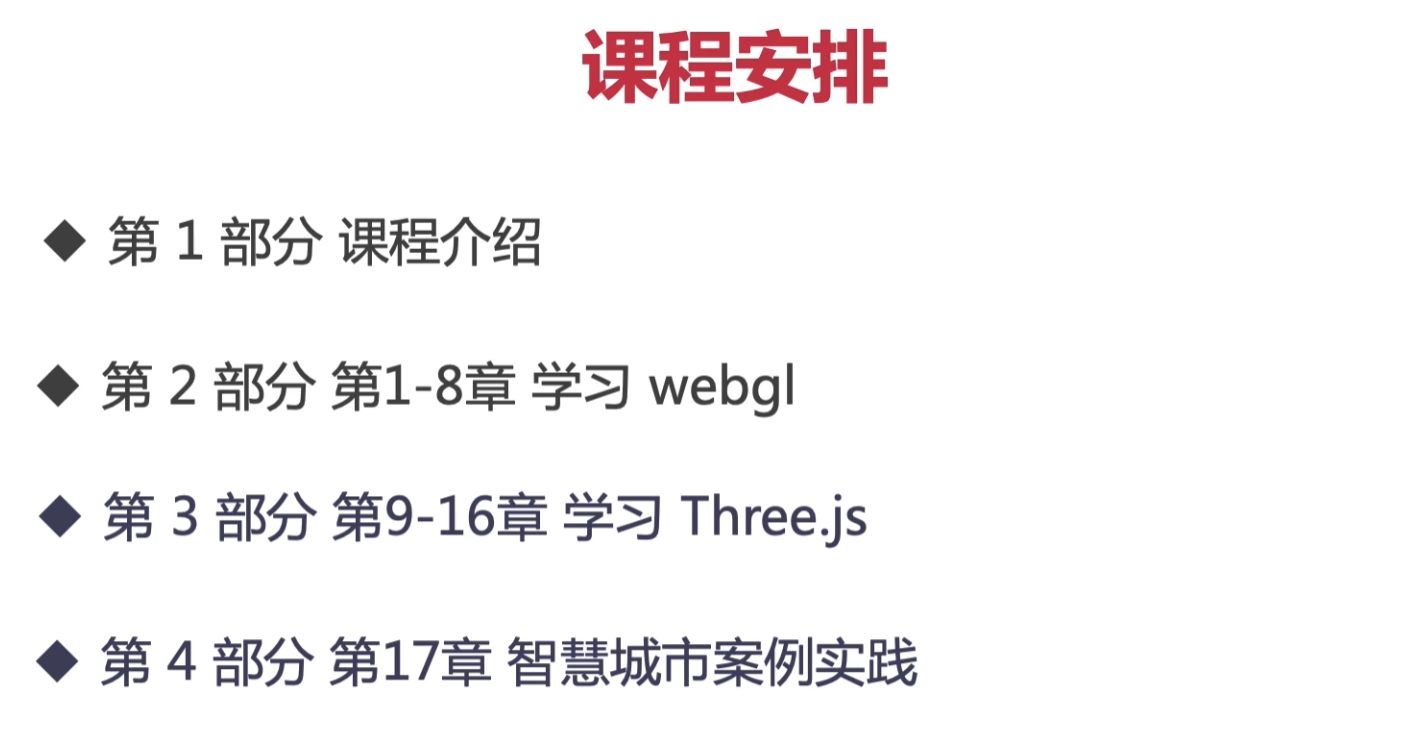 课程安排
◆ 第 1 部分 课程介绍
◆ 第 2 部分 第1-8章 学习 webgl
◆ 第 3 部分 第9-16章 学习 Three.js
◆ 第 4 部分 第17章 智慧城市案例实践